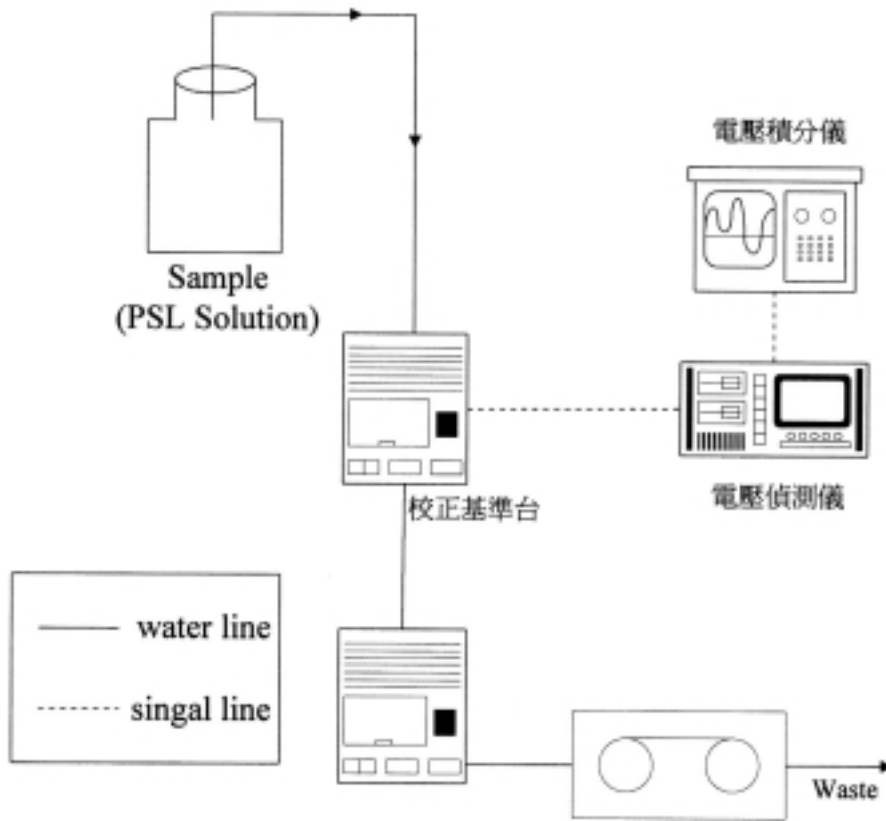 電壓積分儀
Sample
(PSL Solution)
電壓偵測儀
校正基準台
water line
singal line
Waste